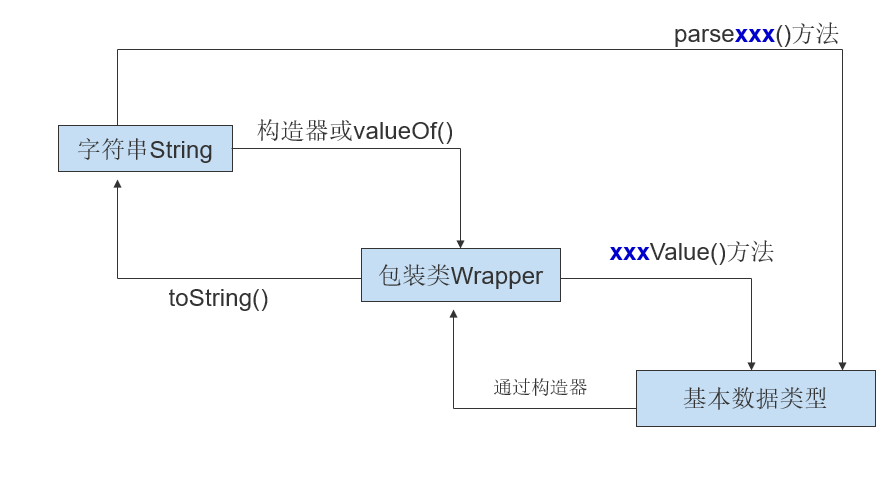 parsexxx()方法
构造器或valueOf()
字符串String
xxxValue()方法
包装类Wrapper
toString()
通过构造器
基本数据类型